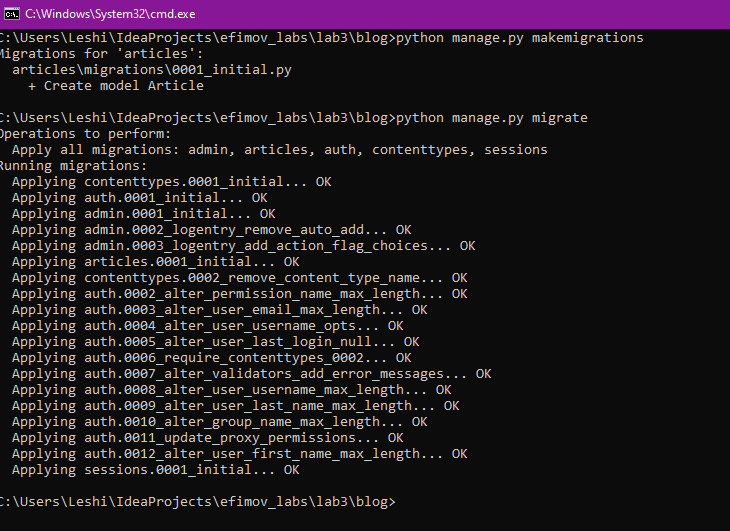 C:\Windows\System32\cmd.exe
C:\Users\Leshi\IdeaProjects\efimov_labs\lab3\blog>python manage.py makemigrations
Migrations for 'articles':
  articles\migrations\0001_initial.py
    + Create model Article
C:\Users\Leshi\IdeaProjects\efimov_labs\lab3\blog>python manage.py migrate
Operations to perform:
  Apply all migrations: admin, articles, auth, contenttypes, sessions
Running migrations:
  Applying contenttypes.0001_initial... OK
  Applying auth.0001_initial... OK
  Applying admin.0001_initial... OK
  Applying admin.0002_logentry_remove_auto_add... OK
  Applying admin.0003_logentry_add_action_flag_choices... OK
  Applying articles.0001_initial... OK
  Applying contenttypes.0002_remove_content_type_name... OK
  Applying auth.0002_alter_permission_name_max_length... OK
  Applying auth.0003_alter_user_email_max_length... OK
  Applying auth.0004_alter_user_username_opts... OK
  Applying auth.0005_alter_user_last_login_null... OK
  Applying auth.0006_require_contenttypes_0002... OK
  Applying auth.0007_alter_validators_add_error_messages... OK
  Applying auth.0008_alter_user_username_max_length... OK
  Applying auth.0009_alter_user_last_name_max_length... OK
  Applying auth.0010_alter_group_name_max_length... OK
  Applying auth.0011_update_proxy_permissions... OK
  Applying auth.0012_alter_user_first_name_max_length... OK
  Applying sessions.0001_initial... OK
C:\Users\Leshi\IdeaProjects\efimov_labs\lab3\blog>